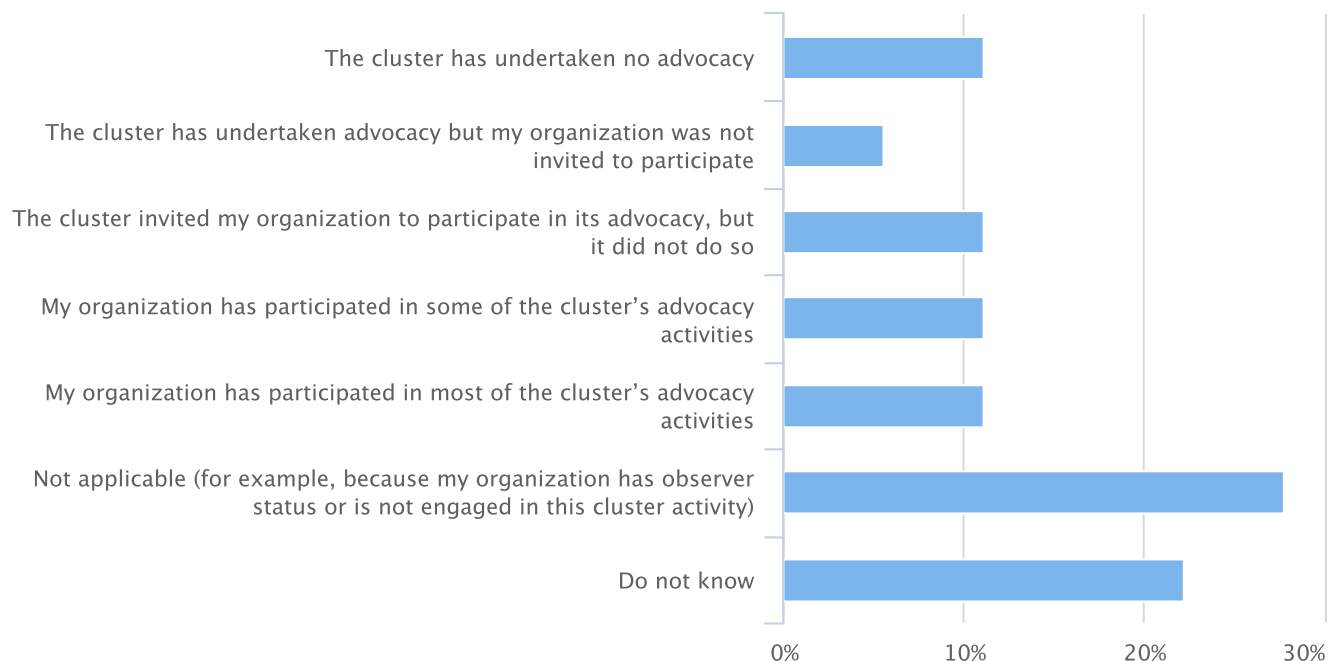 The cluster has undertaken no advocacy
The cluster has undertaken advocacy but my organization was not
invited to participate
The cluster invited my organization to participate in its advocacy, but
it did not do so
My organization has participated in some of the cluster’s advocacy
activities
My organization has participated in most of the cluster’s advocacy
activities
Not applicable (for example, because my organization has observer
status or is not engaged in this cluster activity)
Do not know
0% 10% 20% 30%